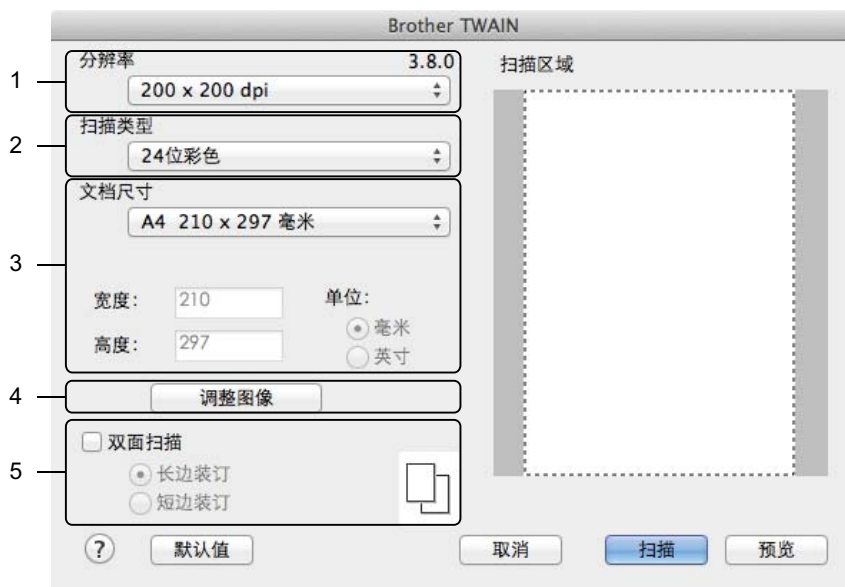 Brother TWAIN
1
分辨率 3.8.0
200 x 200 dpi
2
扫描类型
24位彩色
3
文档尺寸
A4 210 x 297 毫米
宽度: 210
高度: 297
单位:
毫米
英寸
4
调整图像
5
双面扫描
长边装订
短边装订
扫描区域
? 默认值 取消 扫描 预览